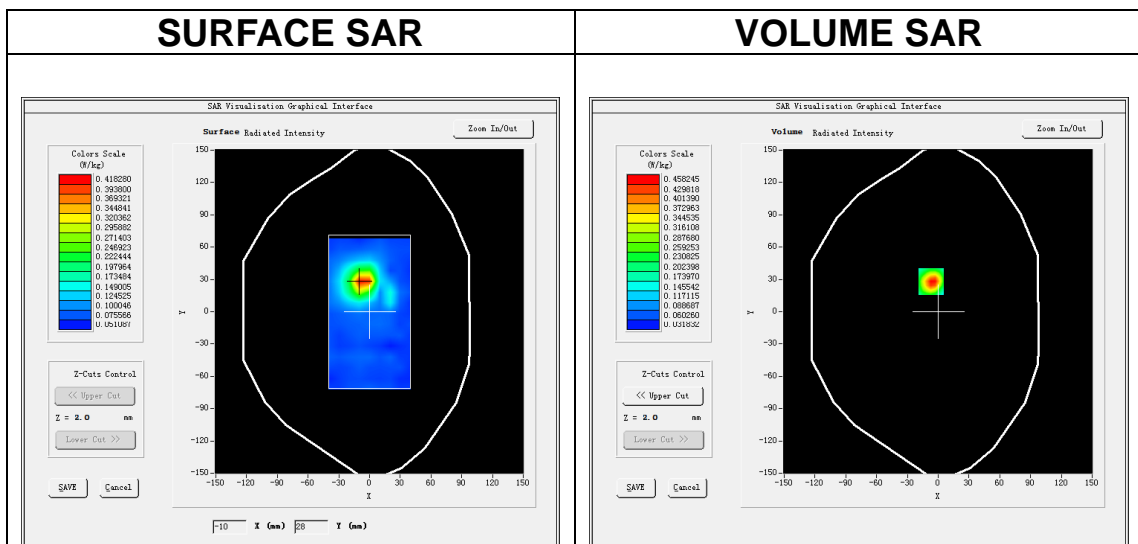 SURFACE SAR
VOLUME SAR
SAR Visualisation Graphical Interface
Surface Radiated Intensity
Zoom In/Out
Colors Scale
(W/kg)
0.418280
0.393800
0.369321
0.344841
0.320362
0.295882
0.271403
0.246923
0.222444
0.197964
0.173484
0.149005
0.124525
0.100046
0.075566
0.051087
Z-Cuts Control
<< Upper Cut
Z = 2.0 mm
Lower Cut >>
SAVE
Cancel
150
120
90
60
30
0
-30
-60
-90
-120
-150
Y
-150 -120 -90 -60 -30 0 30 60 90 120 150
X
-10 X (mm) 28 Y (mm)
SAR Visualisation Graphical Interface
Volume Radiated Intensity
Zoom In/Out
Colors Scale
(W/kg)
0.458245
0.429818
0.401390
0.372963
0.344535
0.316108
0.287680
0.259253
0.230825
0.202398
0.173970
0.145542
0.117115
0.088687
0.060260
0.031832
Z-Cuts Control
<< Upper Cut
Z = 2.0 mm
Lower Cut >>
SAVE
Cancel
150
120
90
60
30
0
-30
-60
-90
-120
-150
Y
-150 -120 -90 -60 -30 0 30 60 90 120 150
X